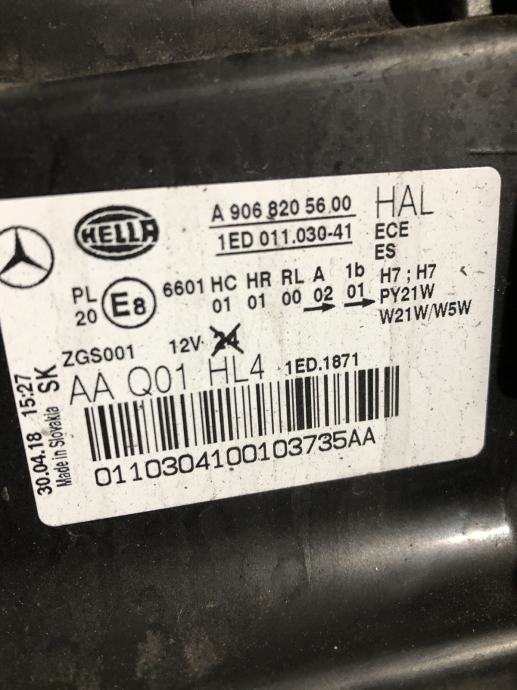 HELLA
A 906 820 56 00
HAL
1ED 011.030-41
ECE
ES
PL
20
E8
6601
HC HR RL A 1b
01 01 00 02 01
H7 ; H7
PY21W
W21W/W5W
ZGS001 12V 24
AA Q01 HL4 1ED.1871
0110304100103735AA
30.04.18 15:27
Made in Slovakia SK